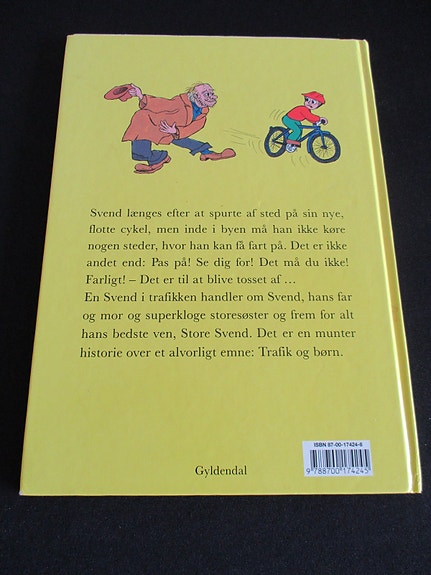 Svend længes efter at spurte af sted på sin nye,
flotte cykel, men inde i byen må han ikke køre
nogen steder, hvor han kan få fart på. Det er ikke
andet end: Pas på! Se dig for! Det må du ikke!
Farligt! – Det er til at blive tosset af ...
En Svend i trafikken handler om Svend, hans far
og mor og superkloge storesøster og frem for alt
hans bedste ven, Store Svend. Det er en munter
historie over et alvorligt emne: Trafik og børn.
ISBN 87-00-17424-8
9 788700 174245
Gyldendal